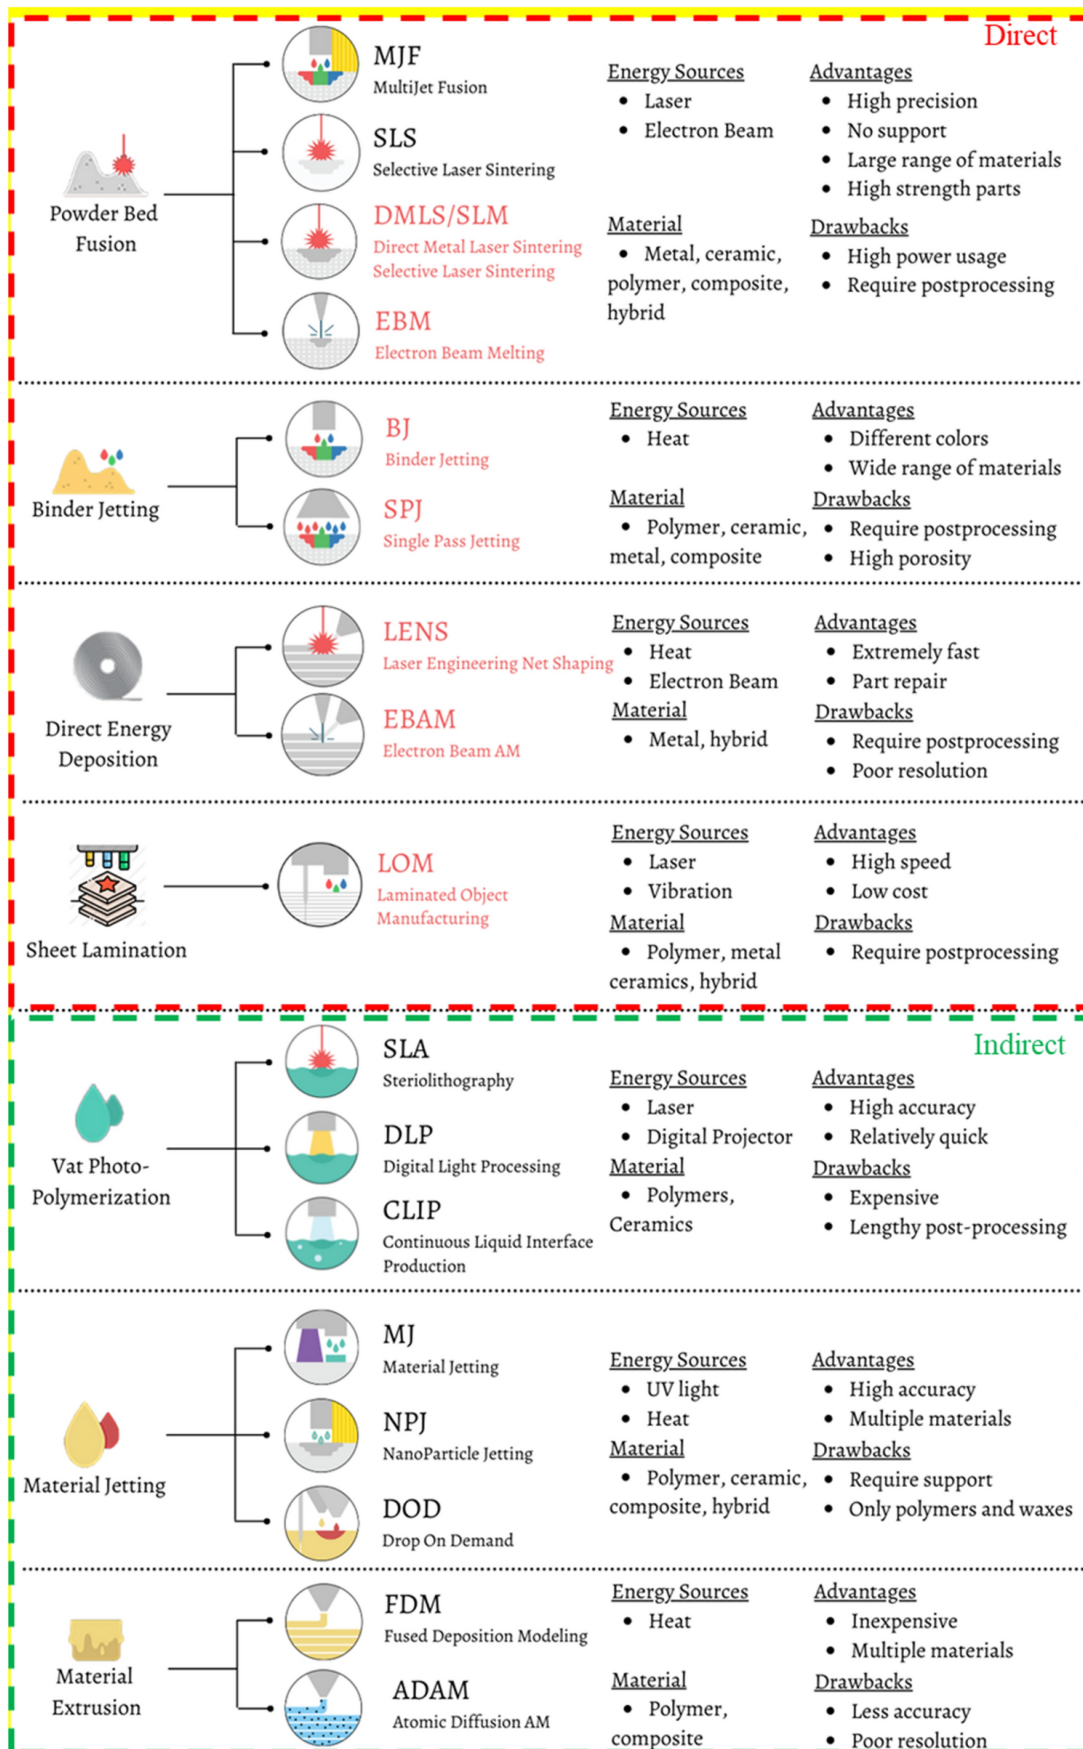 Direct
Powder Bed
Fusion
MJF
MultiJet Fusion
SLS
Selective Laser Sintering
DMLS/SLM
Direct Metal Laser Sintering
Selective Laser Sintering
EBM
Electron Beam Melting
Energy Sources
• Laser
• Electron Beam
Material
• Metal, ceramic,
polymer, composite,
hybrid
Advantages
• High precision
• No support
• Large range of materials
• High strength parts
Drawbacks
• High power usage
• Require postprocessing
Binder Jetting
BJ
Binder Jetting
SPJ
Single Pass Jetting
Energy Sources
• Heat
Material
• Polymer, ceramic,
metal, composite
Advantages
• Different colors
• Wide range of materials
Drawbacks
• Require postprocessing
• High porosity
Direct Energy
Deposition
LENS
Laser Engineering Net Shaping
EBAM
Electron Beam AM
Energy Sources
• Heat
• Electron Beam
Material
• Metal, hybrid
Advantages
• Extremely fast
• Part repair
Drawbacks
• Require postprocessing
• Poor resolution
Sheet Lamination
LOM
Laminated Object
Manufacturing
Energy Sources
• Laser
• Vibration
Material
• Polymer, metal
ceramics, hybrid
Advantages
• High speed
• Low cost
Drawbacks
• Require postprocessing
Indirect
Vat Photo-
Polymerization
SLA
Steriolithography
DLP
Digital Light Processing
CLIP
Continuous Liquid Interface
Production
Energy Sources
• Laser
• Digital Projector
Material
• Polymers,
Ceramics
Advantages
• High accuracy
• Relatively quick
Drawbacks
• Expensive
• Lengthy post-processing
Material Jetting
MJ
Material Jetting
NPJ
NanoParticle Jetting
DOD
Drop On Demand
Energy Sources
• UV light
• Heat
Material
• Polymer, ceramic,
composite, hybrid
Advantages
• High accuracy
• Multiple materials
Drawbacks
• Require support
• Only polymers and waxes
Material
Extrusion
FDM
Fused Deposition Modeling
ADAM
Atomic Diffusion AM
Energy Sources
• Heat
Material
• Polymer,
composite
Advantages
• Inexpensive
• Multiple materials
Drawbacks
• Less accuracy
• Poor resolution